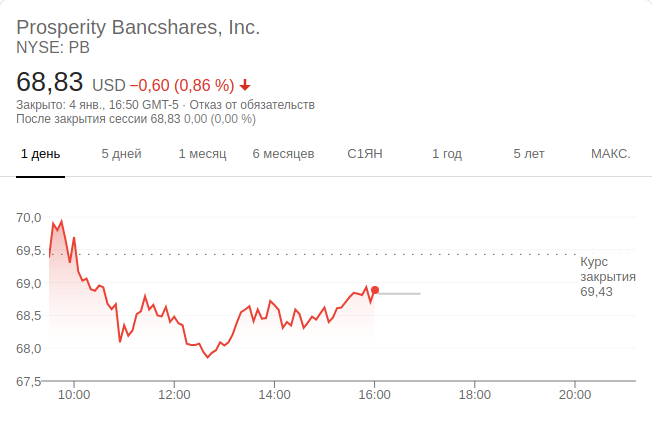 Prosperity Bancshares, Inc.
NYSE: PB
68,83 USD −0,60 (0,86 %)
Закрыто: 4 янв., 16:50 GMT-5 · Отказ от обязательств
После закрытия сессии 68,83 0,00 (0,00 %)
1 день 5 дней 1 месяц 6 месяцев С1ЯН 1 год 5 лет МАКС.
70,0
69,5
Курс
закрытия
69,43
69,0
68,5
68,0
67,5
10:00 12:00 14:00 16:00 18:00 20:00